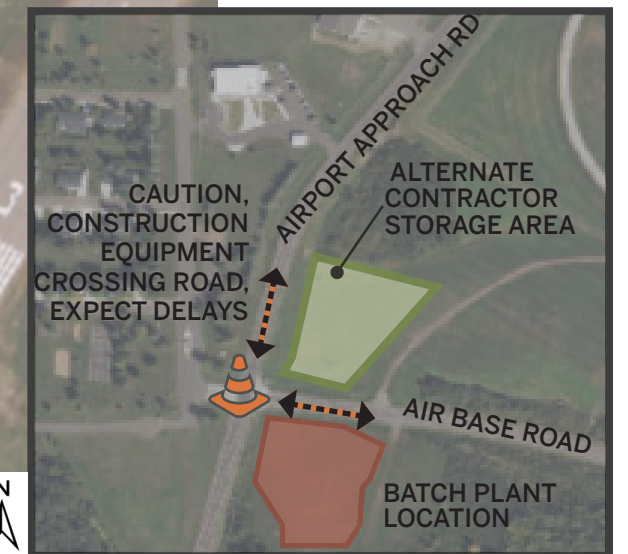 AIRPORT APPROACH RD
ALTERNATE
CONTRACTOR
STORAGE AREA
CAUTION,
CONSTRUCTION
EQUIPMENT
CROSSING ROAD,
EXPECT DELAYS
AIR BASE ROAD
BATCH PLANT
LOCATION
N
3